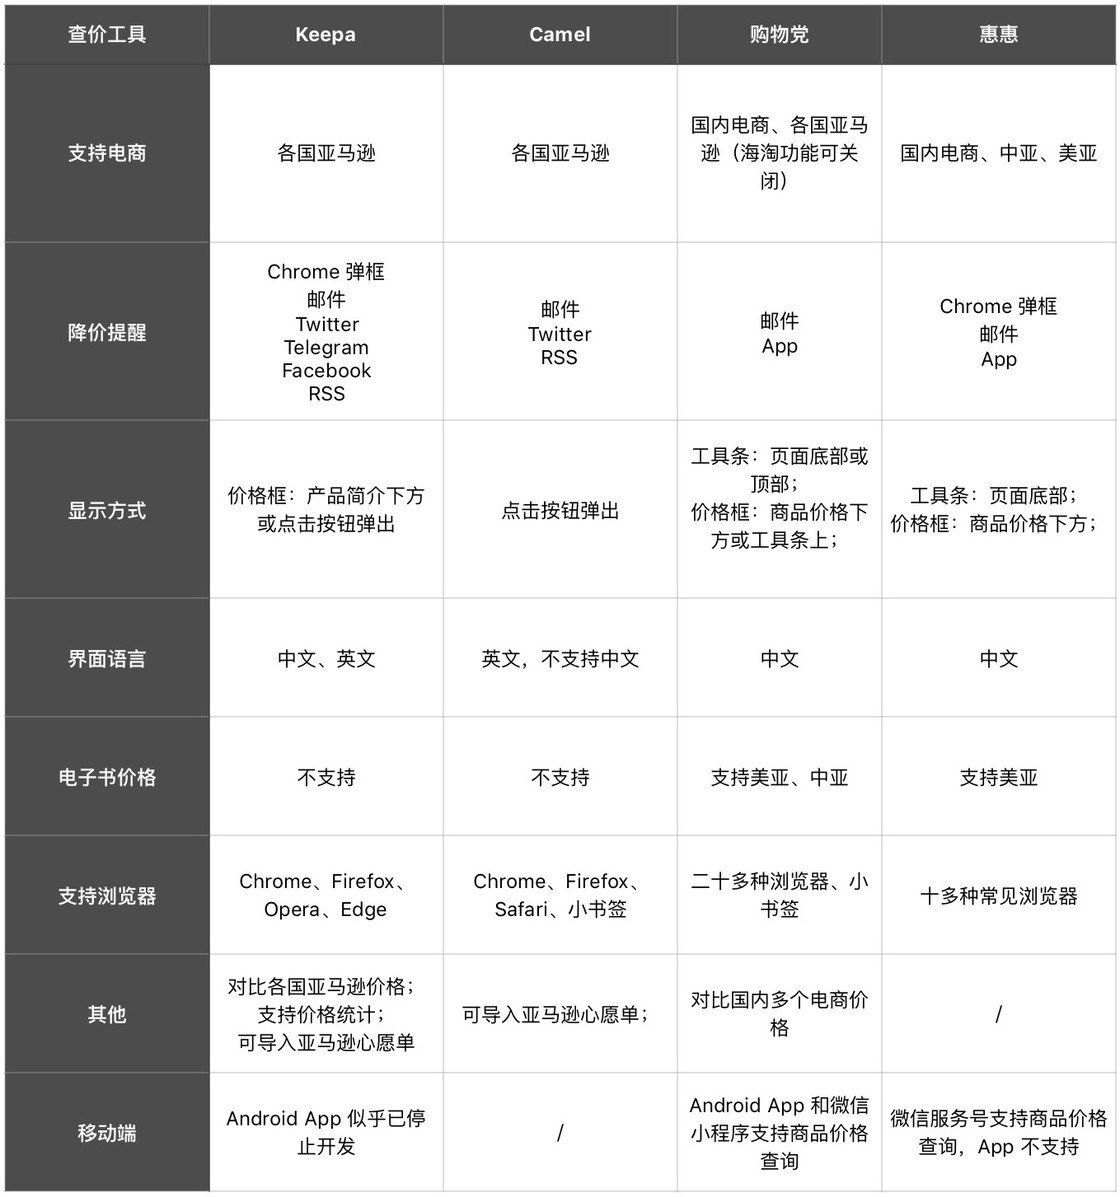 查价工具
Keepa
Camel
购物党
惠惠
支持电商
各国亚马逊
各国亚马逊
国内电商、各国亚马
逊（海淘功能可关
闭）
国内电商、中亚、美亚
降价提醒
Chrome 弹框
邮件
Twitter
Telegram
Facebook
RSS
邮件
Twitter
RSS
邮件
App
Chrome 弹框
邮件
App
显示方式
价格框：产品简介下方
或点击按钮弹出
点击按钮弹出
工具条：页面底部或
顶部；
价格框：商品价格下
方或工具条上；
工具条：页面底部；
价格框：商品价格下方；
界面语言
中文、英文
英文，不支持中文
中文
中文
电子书价格
不支持
不支持
支持美亚、中亚
支持美亚
支持浏览器
Chrome、Firefox、
Opera、Edge
Chrome、Firefox、
Safari、小书签
二十多种浏览器、小
书签
十多种常见浏览器
其他
对比各国亚马逊价格；
支持价格统计；
可导入亚马逊心愿单
可导入亚马逊心愿单；
对比国内多个电商价
格
/
移动端
Android App 似乎已停
止开发
/
Android App 和微信
小程序支持商品价格
查询
微信服务号支持商品价格
查询，App 不支持